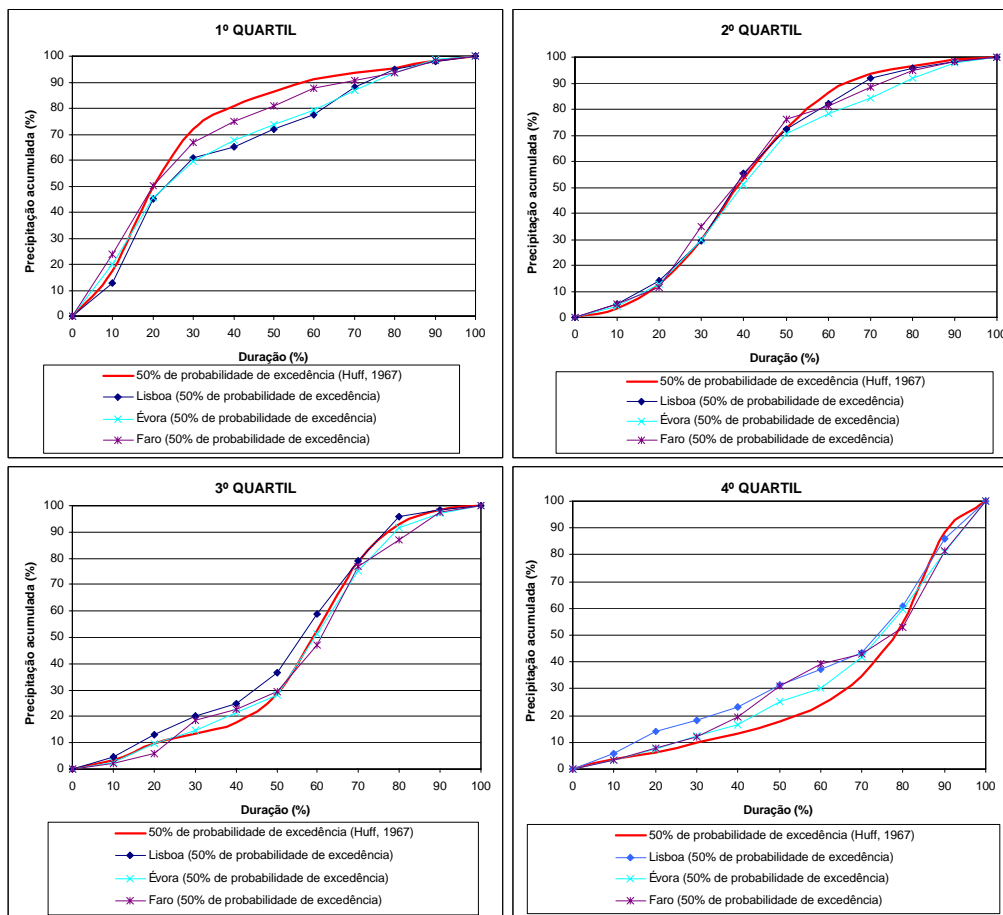 1º QUARTIL
Precipitação acumulada (%)
100
90
80
70
60
50
40
30
20
10
0
0 10 20 30 40 50 60 70 80 90 100
Duração (%)
50% de probabilidade de excedência (Huff, 1967)
Lisboa (50% de probabilidade de excedência)
Évora (50% de probabilidade de excedência)
Faro (50% de probabilidade de excedência)
2º QUARTIL
Precipitação acumulada (%)
100
90
80
70
60
50
40
30
20
10
0
0 10 20 30 40 50 60 70 80 90 100
Duração (%)
50% de probabilidade de excedência (Huff, 1967)
Lisboa (50% de probabilidade de excedência)
Évora (50% de probabilidade de excedência)
Faro (50% de probabilidade de excedência)
3º QUARTIL
Precipitação acumulada (%)
100
90
80
70
60
50
40
30
20
10
0
0 10 20 30 40 50 60 70 80 90 100
Duração (%)
50% de probabilidade de excedência (Huff, 1967)
Lisboa (50% de probabilidade de excedência)
Évora (50% de probabilidade de excedência)
Faro (50% de probabilidade de excedência)
4º QUARTIL
Precipitação acumulada (%)
100
90
80
70
60
50
40
30
20
10
0
0 10 20 30 40 50 60 70 80 90 100
Duração (%)
50% de probabilidade de excedência (Huff, 1967)
Lisboa (50% de probabilidade de excedência)
Évora (50% de probabilidade de excedência)
Faro (50% de probabilidade de excedência)